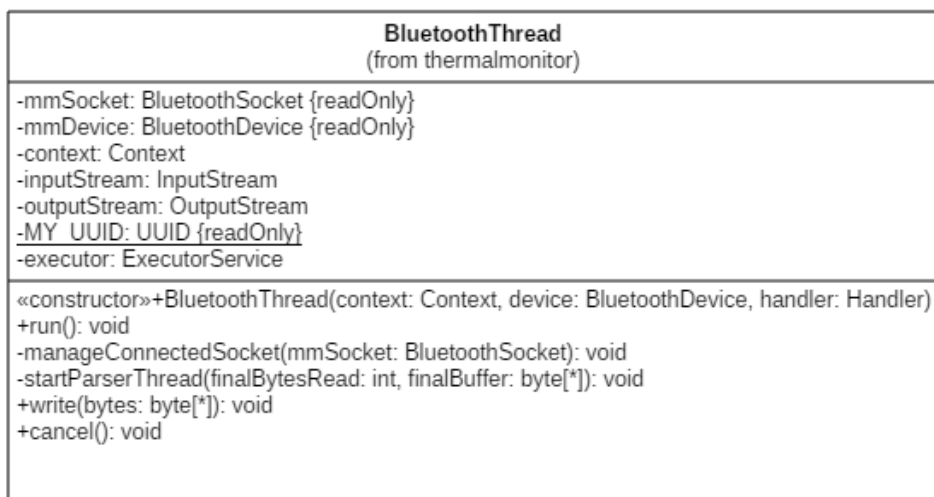 BluetoothThread
(from thermalmonitor)
-mmSocket: BluetoothSocket {readOnly}
-mmDevice: BluetoothDevice {readOnly}
-context: Context
-inputStream: InputStream
-outputStream: OutputStream
-MY_UUID: UUID {readOnly}
-executor: ExecutorService
«constructor»+BluetoothThread(context: Context, device: BluetoothDevice, handler: Handler)
+run(): void
-manageConnectedSocket(mmSocket: BluetoothSocket): void
-startParserThread(finalBytesRead: int, finalBuffer: byte[*]): void
+write(bytes: byte[*]): void
+cancel(): void